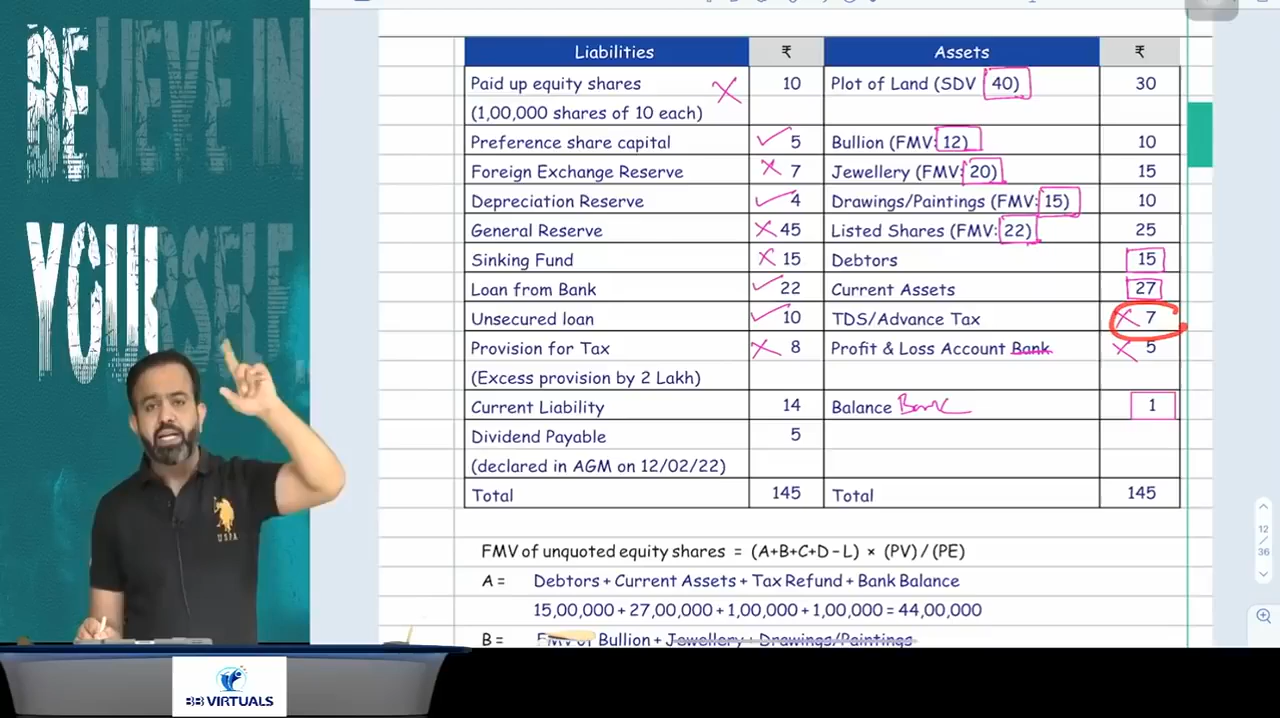 BELIEVE IN
YOURSELF
Liabilities ₹ Assets ₹
Paid up equity shares 10 Plot of Land (SDV 40) 30
(1,00,000 shares of 10 each)
Preference share capital 5 Bullion (FMV: 12) 10
Foreign Exchange Reserve 7 Jewellery (FMV: 20) 15
Depreciation Reserve 4 Drawings/Paintings (FMV: 15) 10
General Reserve 45 Listed Shares (FMV: 22) 25
Sinking Fund 15 Debtors 15
Loan from Bank 22 Current Assets 27
Unsecured loan 10 TDS/Advance Tax 7
Provision for Tax 8 Profit & Loss Account Bank 5
(Excess provision by 2 Lakh)
Current Liability 14 Balance Bank 1
Dividend Payable 5
(declared in AGM on 12/02/22)
Total 145 Total 145
FMV of unquoted equity shares = (A+B+C+D-L) × (PV) / (PE)
A = Debtors + Current Assets + Tax Refund + Bank Balance
15,00,000 + 27,00,000 + 1,00,000 + 1,00,000 = 44,00,000
B = FMV of Bullion + Jewellery + Drawings/Paintings
12
/
36
USPA
BB VIRTUALS